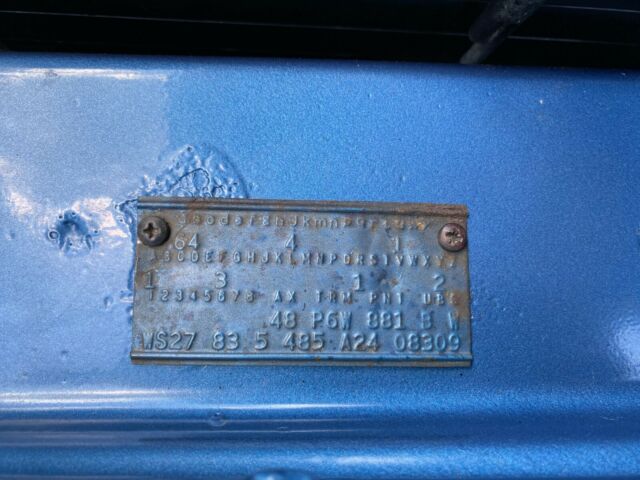 64 4 1
ABCDEFGHJKLMNPQRSTVWXYZ
1 3 1 2
12345678 AX TRM PNT UBS
48 P6W 881 B W
WS27 83 5 485 A24 08309